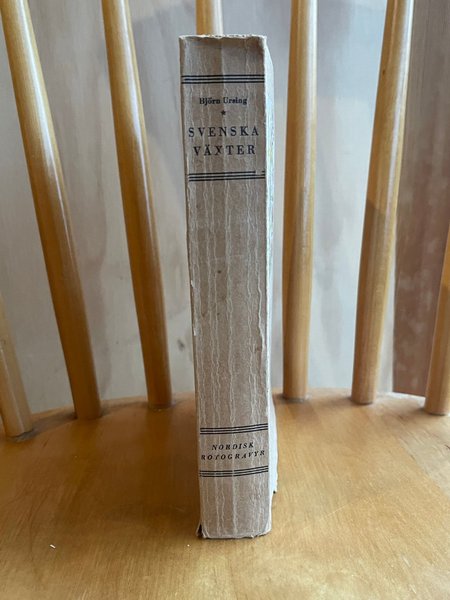 Björn Ursing
★
SVENSKA
VÄXTER
NORDISK
ROTOGRAVYR